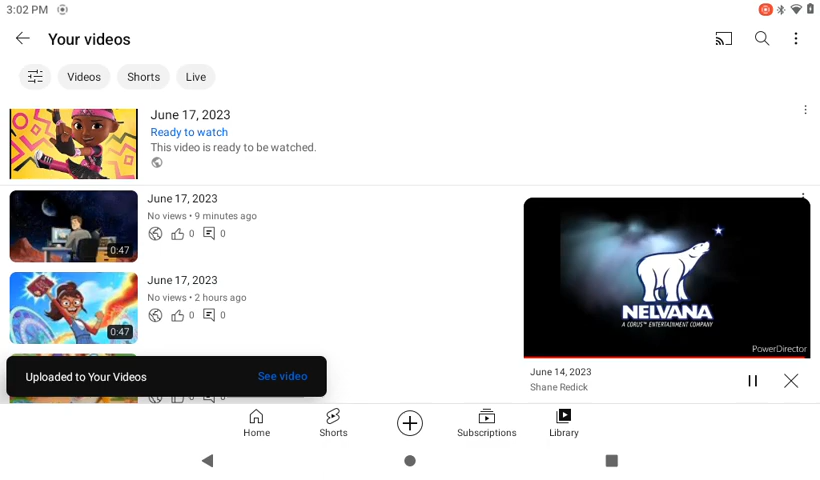 3:02 PM
Your videos
Videos
Shorts
Live
June 17, 2023
Ready to watch
This video is ready to be watched.
June 17, 2023
No views • 9 minutes ago
0
0
0:47
June 17, 2023
No views • 2 hours ago
0
0
0:47
NELVANA
A CORUS™ ENTERTAINMENT COMPANY
PowerDirector
June 14, 2023
Shane Redick
Uploaded to Your Videos
See video
Home
Shorts
Subscriptions
Library